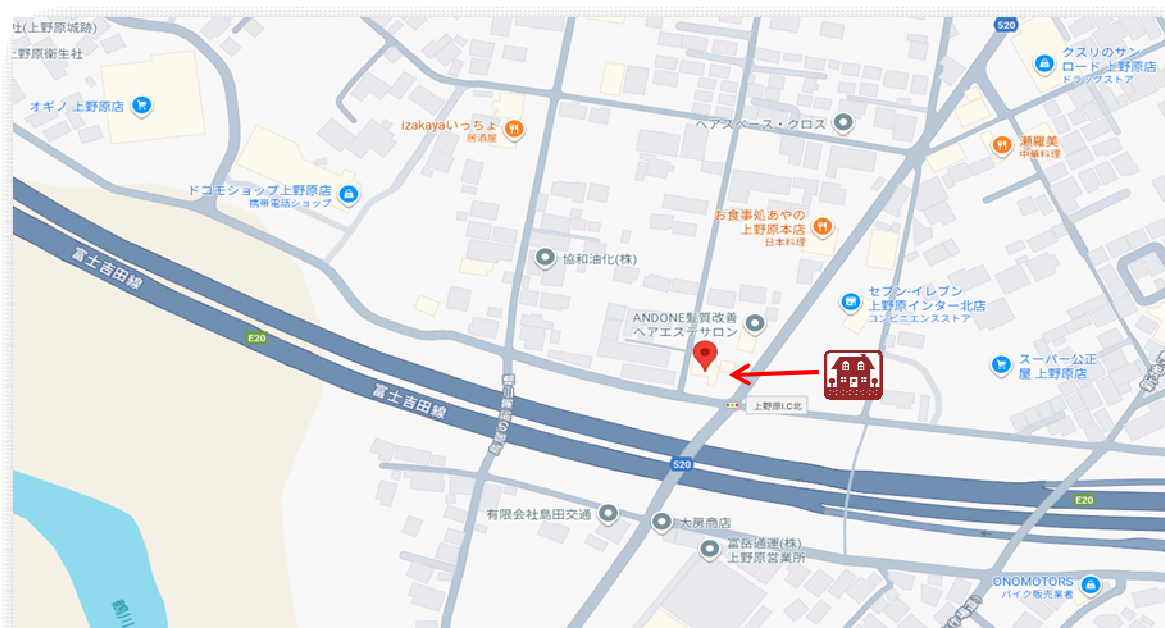 社(上野原城跡)
上野原衛生社
オギノ 上野原店
520
クスリのサン
ロード 上野原店
ドラッグストア
izakayaいっちょ
居酒屋
ヘアスペース・クロス
瀬羅美
中華料理
ドコモショップ上野原店
携帯電話ショップ
お食事処あやの
上野原本店
日本料理
協和油化(株)
富士吉田線
セブン-イレブン
上野原インター北店
コンビニエンスストア
ANDONE髪質改善
ヘアエステサロン
E20
スーパー公正
屋 上野原店
富士吉田線
上野原I.C北
520
E20
有限会社島田交通
大房商店
富岳通運(株)
上野原営業所
ONOMOTORS
バイク販売業者
鶴川